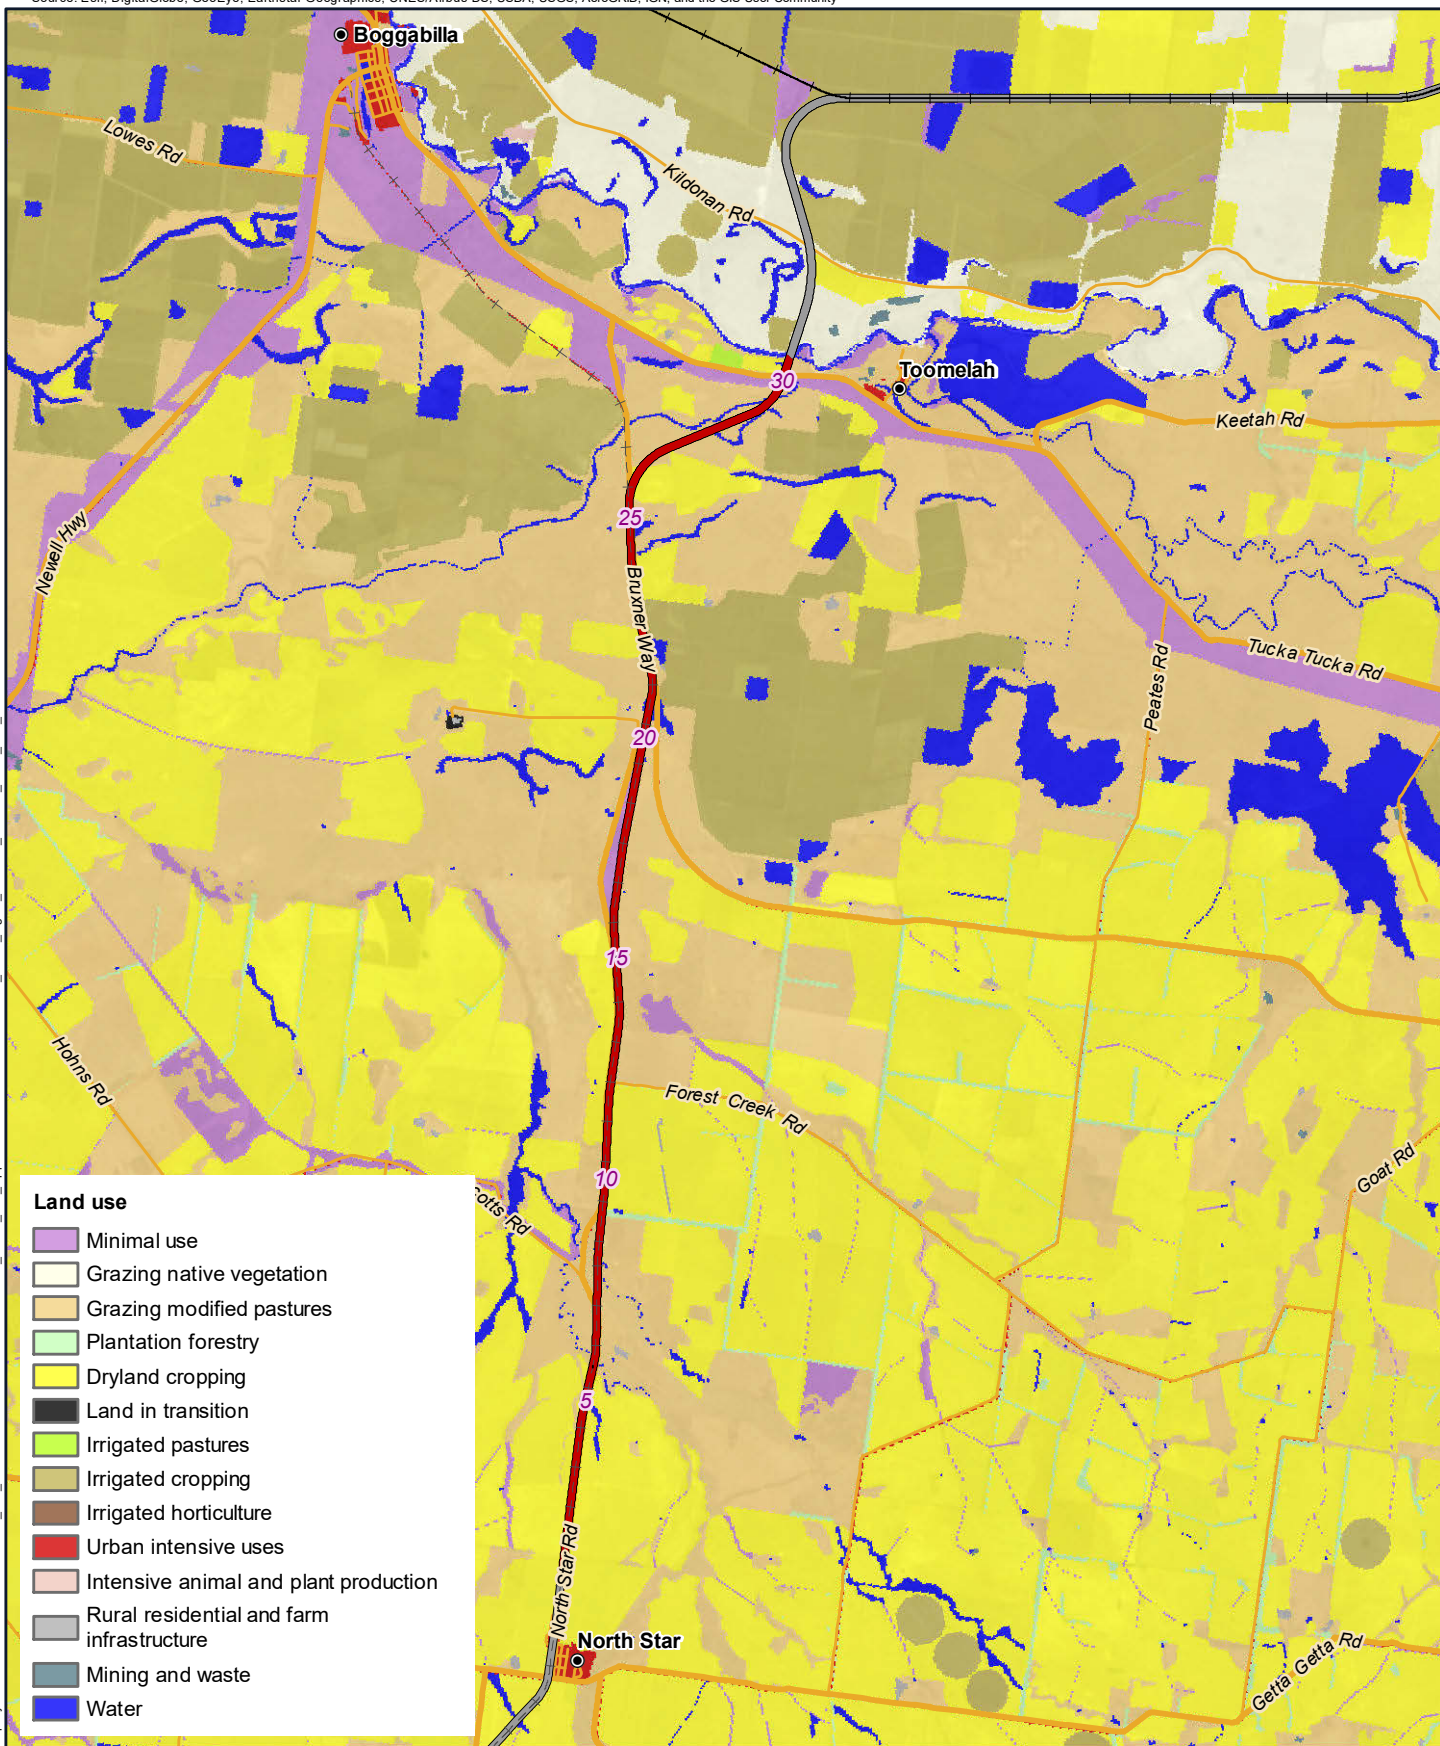 Boggabilla
Lowes Rd
Kildonan Rd
30
Toomelah
Keetah Rd
25
Newell Hwy
Bruxner Way
Tucka Tucka Rd
Peates Rd
20
15
Hohns Rd
Forest Creek Rd
10
Goat Rd
otts Rd
5
North Star Rd
North Star
Getta Getta Rd
Land use
Minimal use
Grazing native vegetation
Grazing modified pastures
Plantation forestry
Dryland cropping
Land in transition
Irrigated pastures
Irrigated cropping
Irrigated horticulture
Urban intensive uses
Intensive animal and plant production
Rural residential and farm
infrastructure
Mining and waste
Water